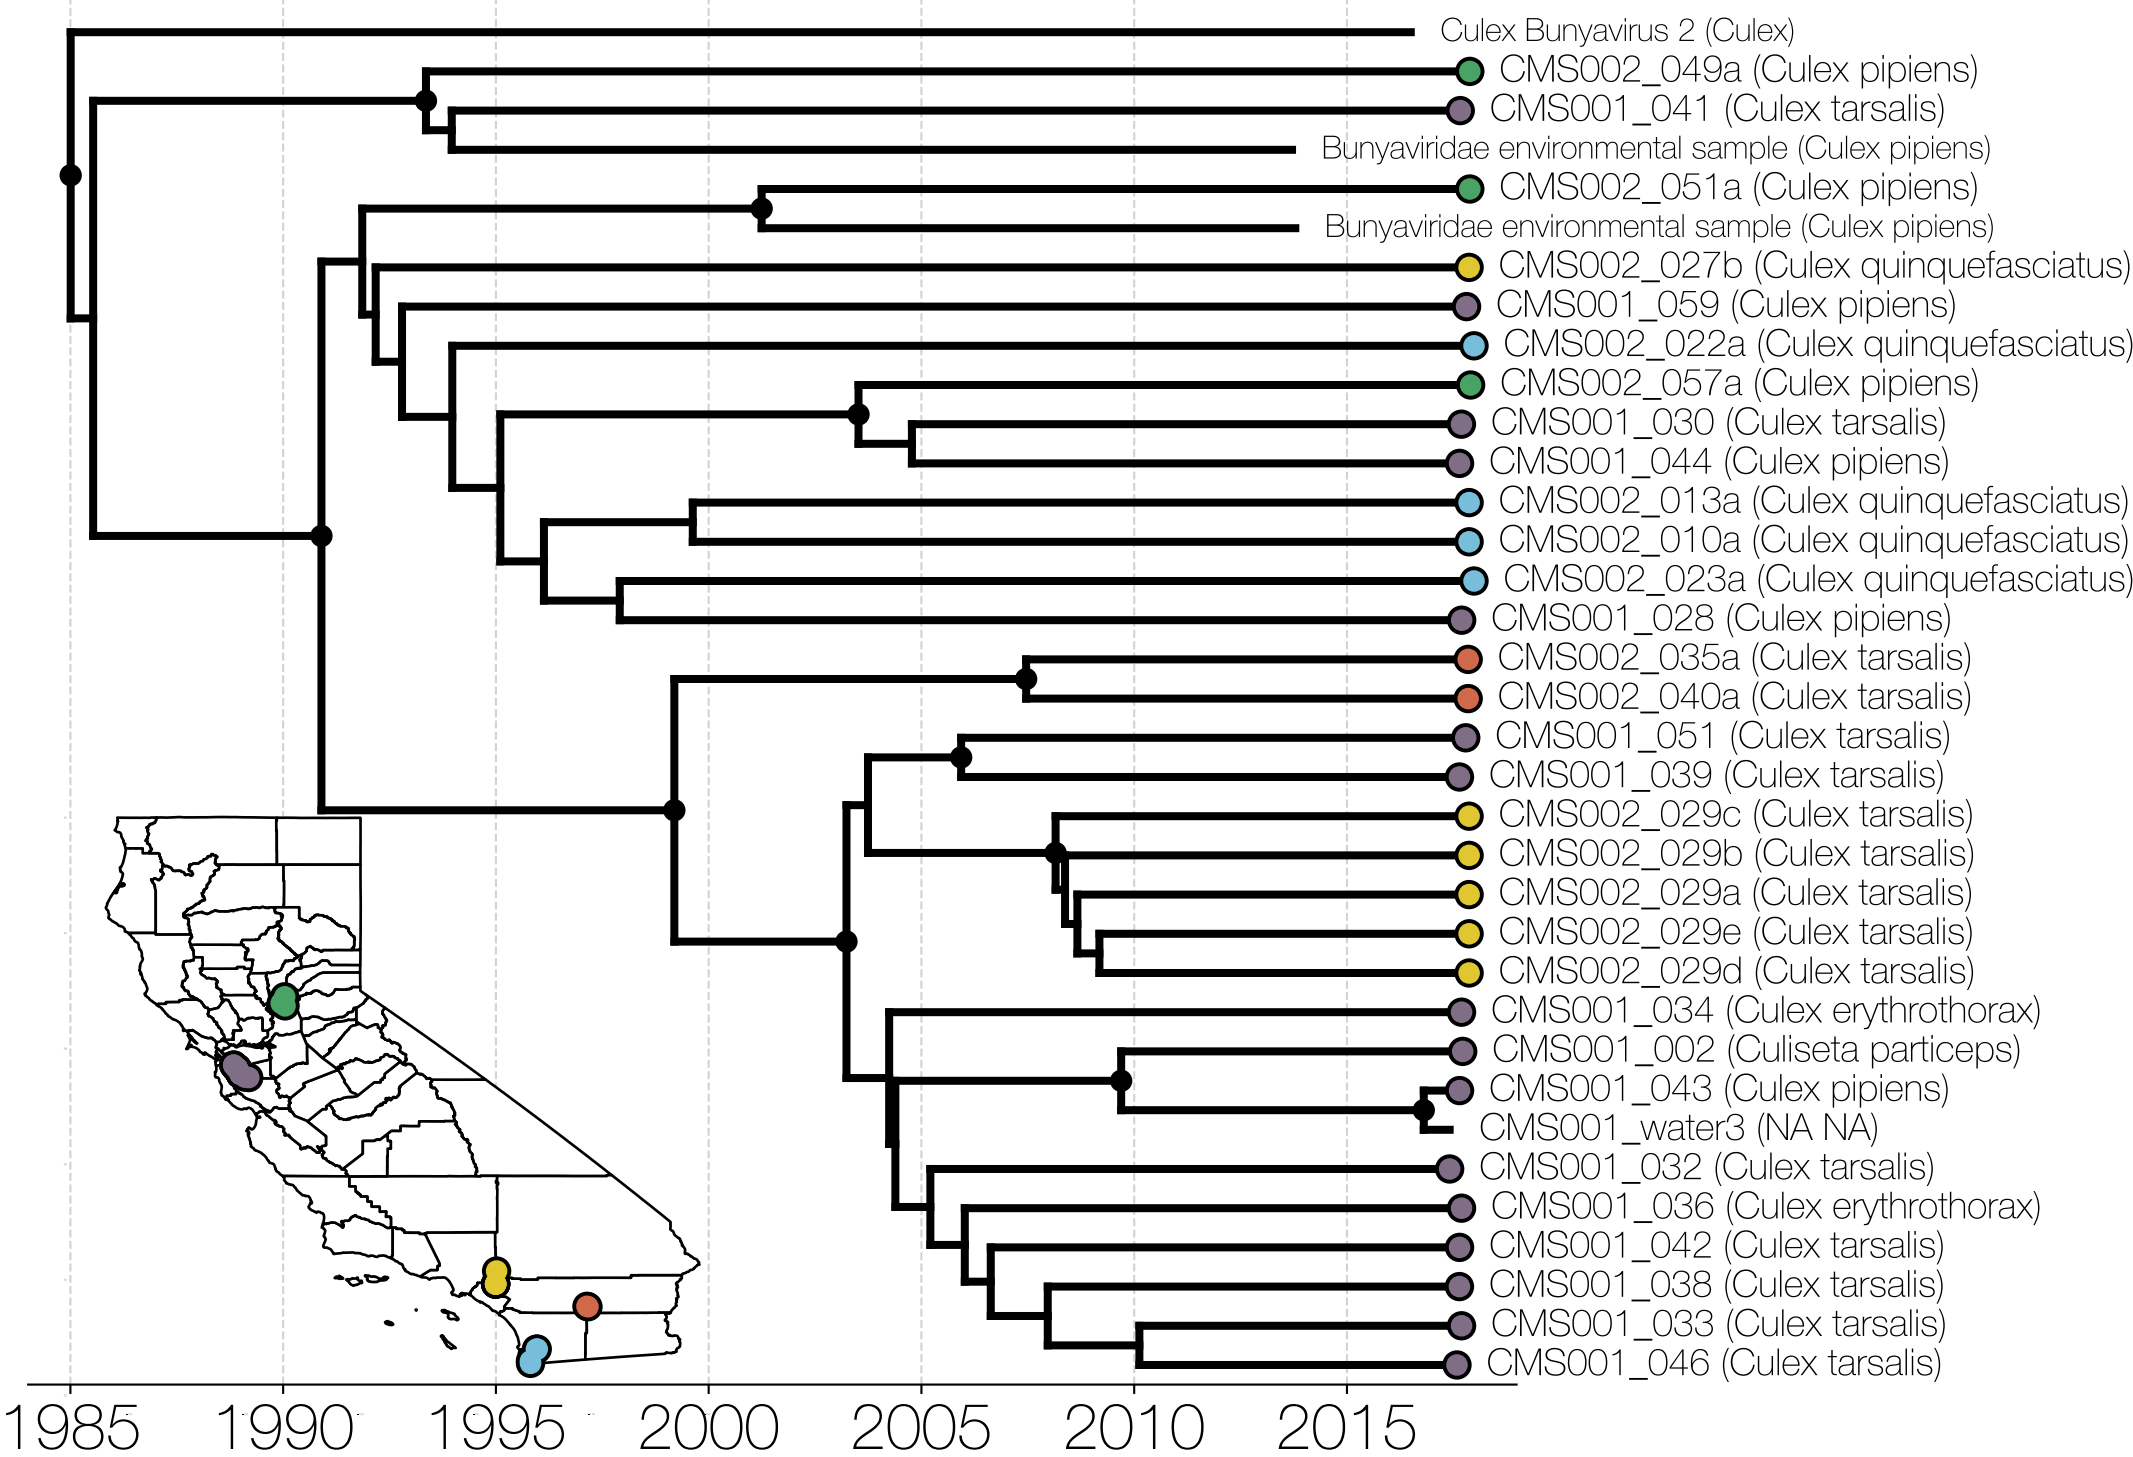 Culex Bunyavirus 2 (Culex)
CMS002_049a (Culex pipiens)
CMS001_041 (Culex tarsalis)
Bunyaviridae environmental sample (Culex pipiens)
CMS002_051a (Culex pipiens)
Bunyaviridae environmental sample (Culex pipiens)
CMS002_027b (Culex quinquefasciatus)
CMS001_059 (Culex pipiens)
CMS002_022a (Culex quinquefasciatus)
CMS002_057a (Culex pipiens)
CMS001_030 (Culex tarsalis)
CMS001_044 (Culex pipiens)
CMS002_013a (Culex quinquefasciatus)
CMS002_010a (Culex quinquefasciatus)
CMS002_023a (Culex quinquefasciatus)
CMS001_028 (Culex pipiens)
CMS002_035a (Culex tarsalis)
CMS002_040a (Culex tarsalis)
CMS001_051 (Culex tarsalis)
CMS001_039 (Culex tarsalis)
CMS002_029c (Culex tarsalis)
CMS002_029b (Culex tarsalis)
CMS002_029a (Culex tarsalis)
CMS002_029e (Culex tarsalis)
CMS002_029d (Culex tarsalis)
CMS001_034 (Culex erythrothorax)
CMS001_002 (Culiseta particeps)
CMS001_043 (Culex pipiens)
CMS001_water3 (NA NA)
CMS001_032 (Culex tarsalis)
CMS001_036 (Culex erythrothorax)
CMS001_042 (Culex tarsalis)
CMS001_038 (Culex tarsalis)
CMS001_033 (Culex tarsalis)
CMS001_046 (Culex tarsalis)
1985 1990 1995 2000 2005 2010 2015